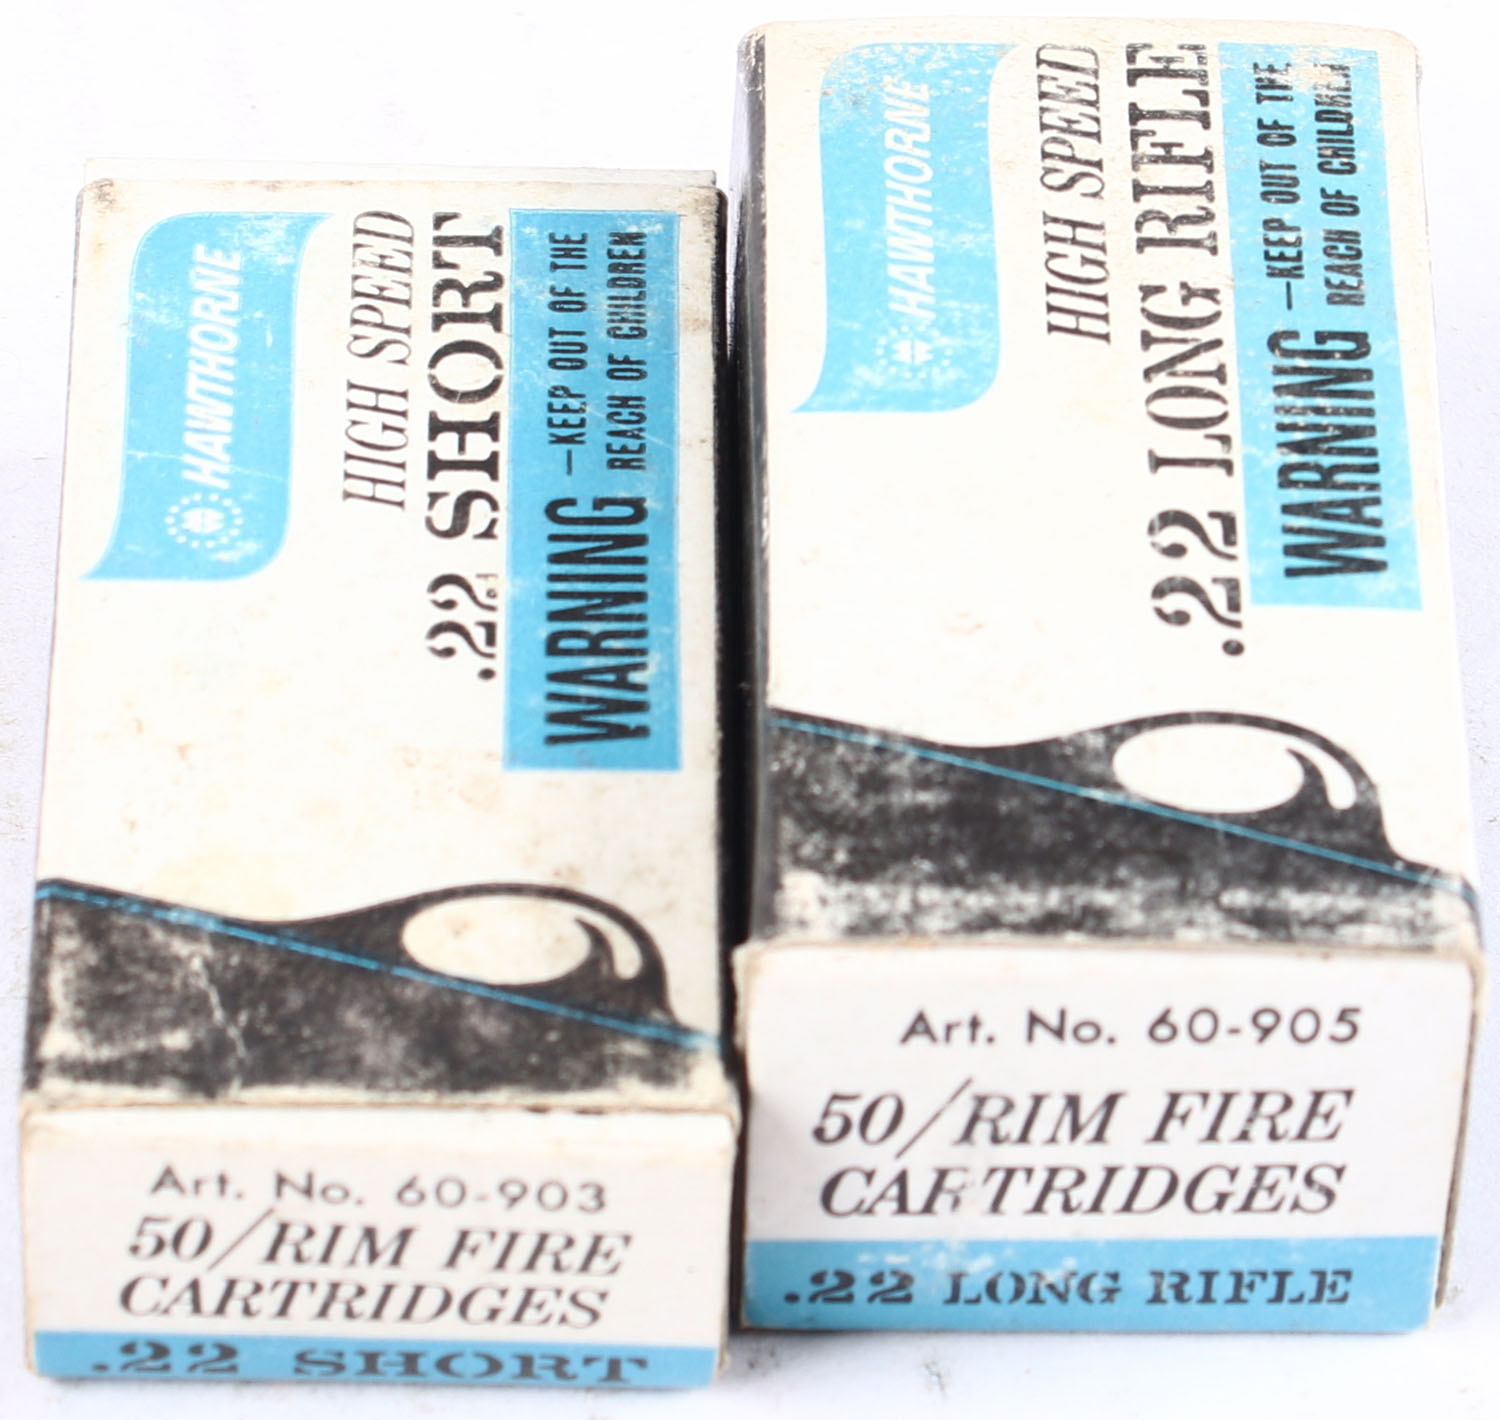 HAWTHORNE
HIGH SPEED
.22 SHORT
WARNING —KEEP OUT OF THE
REACH OF CHILDREN
Art. No. 60-903
50/RIM FIRE
CARTRIDGES
.22 SHORT
HAWTHORNE
HIGH SPEED
.22 LONG RIFLE
WARNING —KEEP OUT OF THE
REACH OF CHILDREN
Art. No. 60-905
50/RIM FIRE
CARTRIDGES
.22 LONG RIFLE